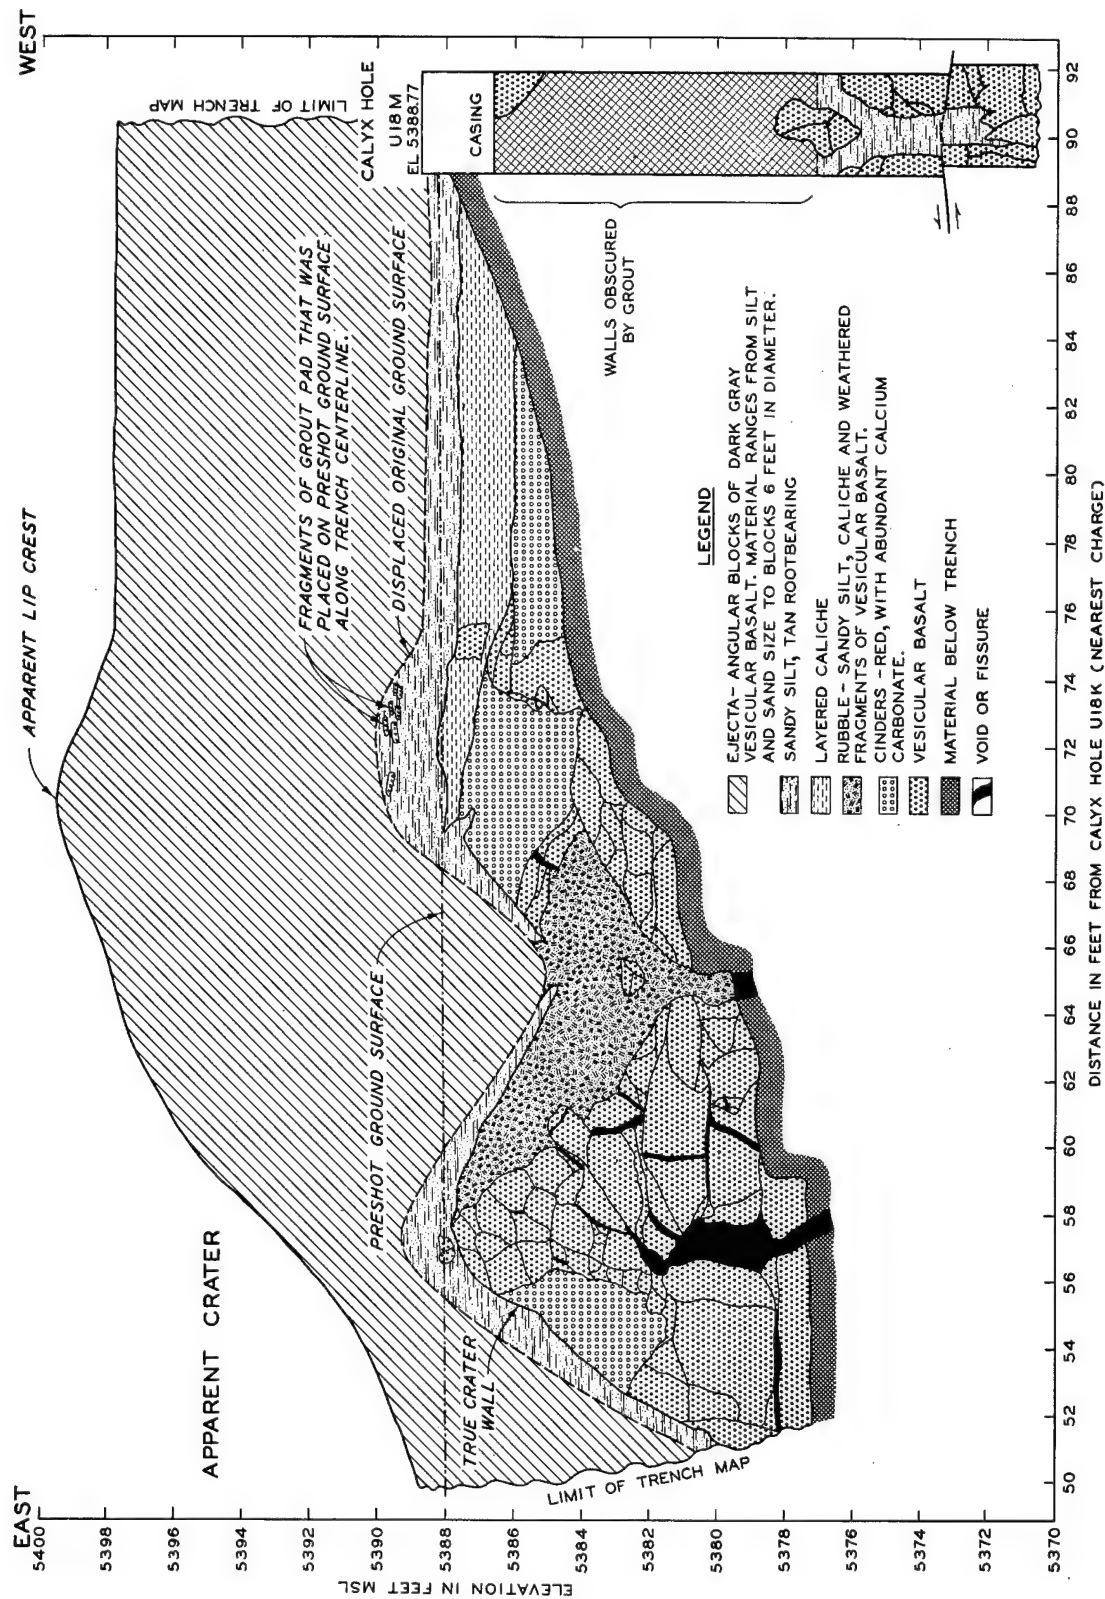 EAST
WEST
5400
5398
5396
5394
5392
5390
5388
5386
5384
5382
5380
5378
5376
5374
5372
5370
ELEVATION IN FEET MSL
APPARENT LIP CREST
APPARENT CRATER
LIMIT OF TRENCH MAP
CALYX HOLE
U18M
EL 5388.77
CASING
FRAGMENTS OF GROUT PAD THAT WAS
PLACED ON PRESHOT GROUND SURFACE
ALONG TRENCH CENTERLINE.
DISPLACED ORIGINAL GROUND SURFACE
PRESHOT GROUND SURFACE
TRUE CRATER
WALL
LIMIT OF TRENCH MAP
WALLS OBSCURED
BY GROUT
LEGEND
EJECTA - ANGULAR BLOCKS OF DARK GRAY
VESICULAR BASALT. MATERIAL RANGES FROM SILT
AND SAND SIZE TO BLOCKS 6 FEET IN DIAMETER.
SANDY SILT, TAN ROOTBEARING
LAYERED CALICHE
RUBBLE - SANDY SILT, CALICHE AND WEATHERED
FRAGMENTS OF VESICULAR BASALT.
CINDERS - RED, WITH ABUNDANT CALCIUM
CARBONATE.
VESICULAR BASALT
MATERIAL BELOW TRENCH
VOID OR FISSURE
50
52
54
56
58
60
62
64
66
68
70
72
74
76
78
80
82
84
86
88
90
92
DISTANCE IN FEET FROM CALYX HOLE U18K (NEAREST CHARGE)